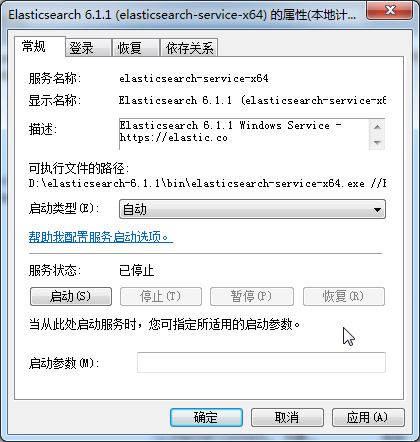 Elasticsearch 6.1.1 (elasticsearch-service-x64) 的属性(本地计...
常规 登录 恢复 依存关系
服务名称: elasticsearch-service-x64
显示名称: Elasticsearch 6.1.1 (elasticsearch-service-x6
描述: Elasticsearch 6.1.1 Windows Service -
https://elastic.co
可执行文件的路径:
D:\elasticsearch-6.1.1\bin\elasticsearch-service-x64.exe //
启动类型(E): 自动
帮助我配置服务启动选项。
服务状态: 已停止
启动(S) 停止(T) 暂停(P) 恢复(R)
当从此处启动服务时，您可指定所适用的启动参数。
启动参数(M):
确定 取消 应用(A)